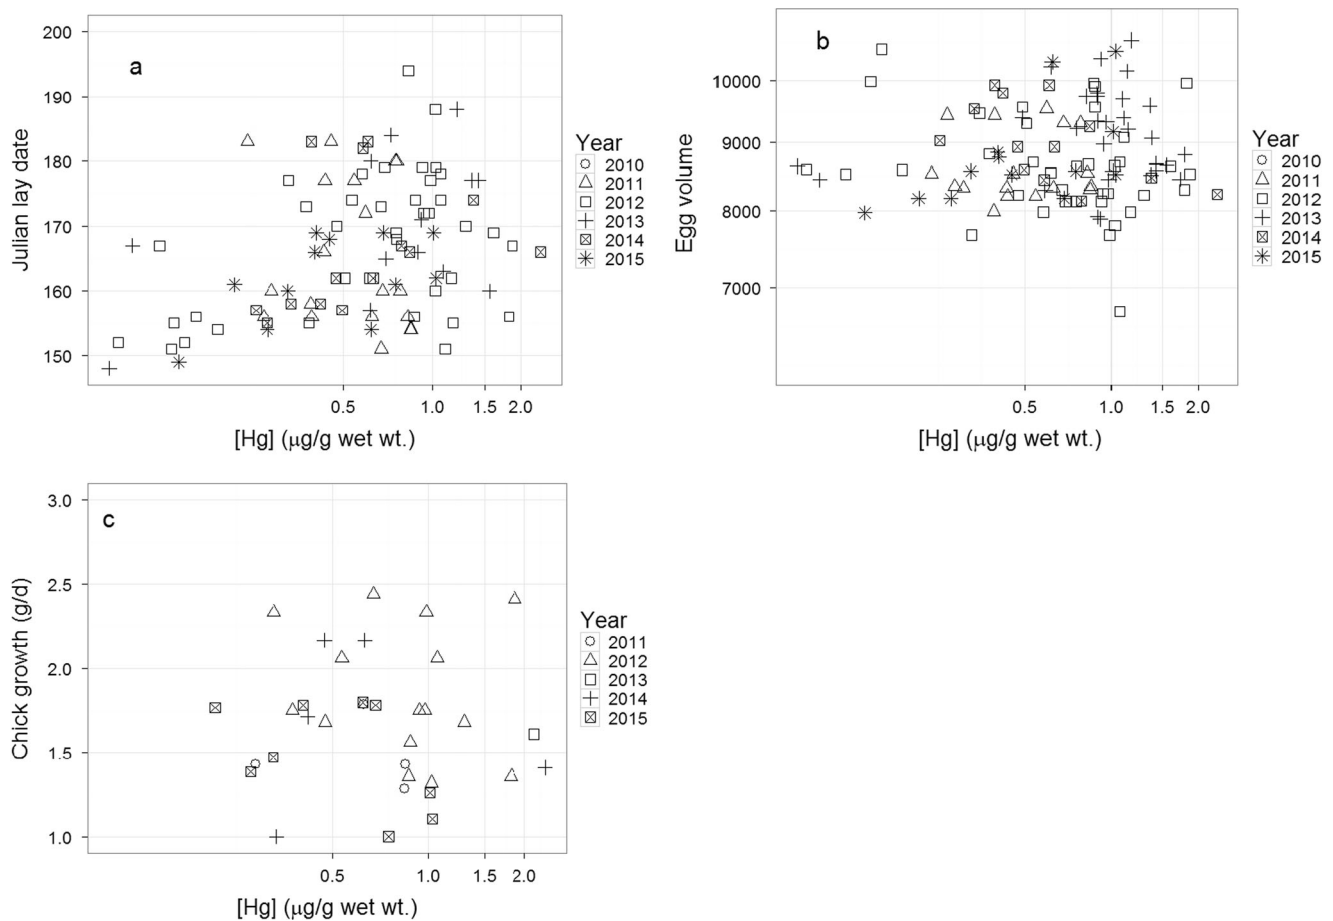 a
200
190
180
170
160
150
Julian lay date
0.5 1.0 1.5 2.0
[Hg] (μg/g wet wt.)
Year
2010
2011
2012
2013
2014
2015
b
10000
9000
8000
7000
Egg volume
0.5 1.0 1.5 2.0
[Hg] (μg/g wet wt.)
Year
2010
2011
2012
2013
2014
2015
c
3.0
2.5
2.0
1.5
1.0
Chick growth (g/d)
0.5 1.0 1.5 2.0
[Hg] (μg/g wet wt.)
Year
2011
2012
2013
2014
2015